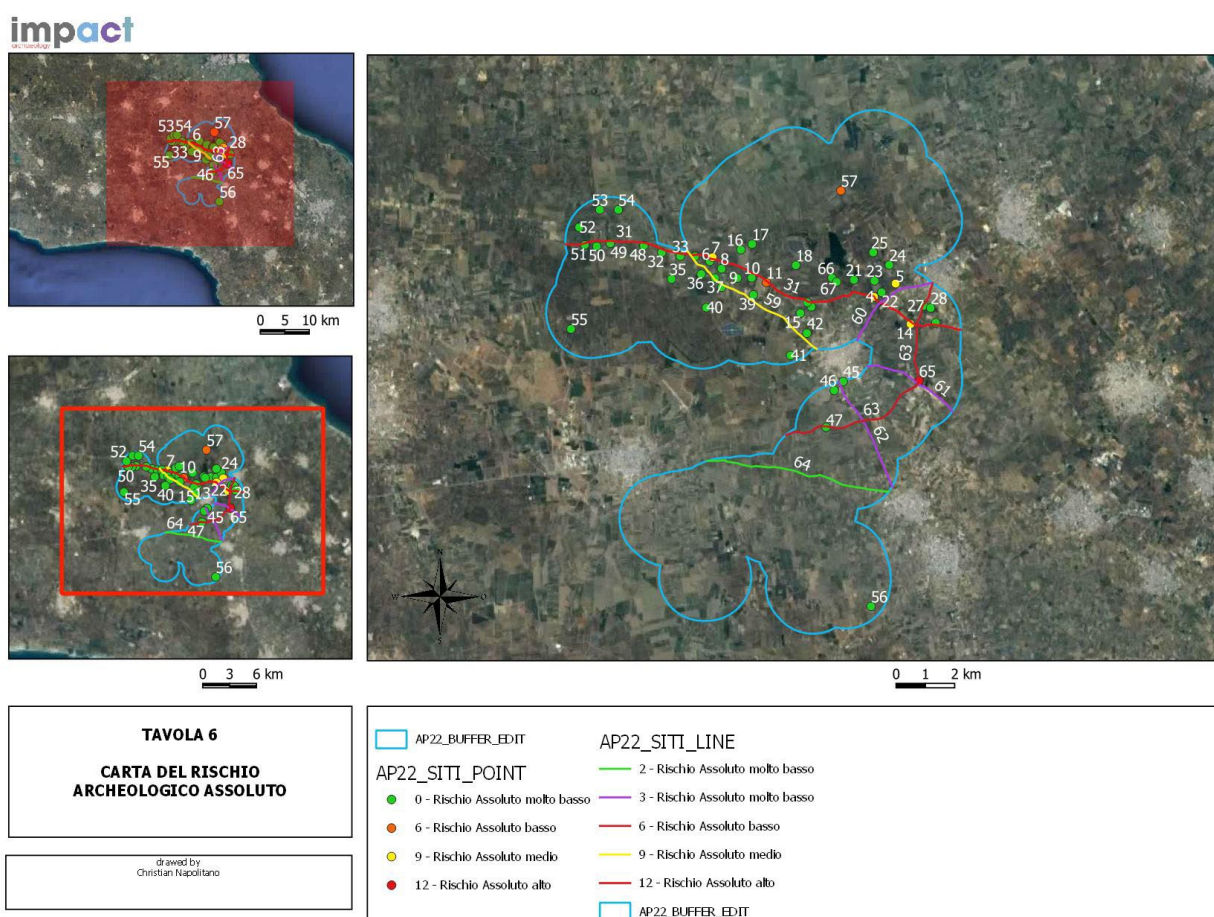 impact
archaeology
53 54 6 57
28
33 9 63
55 65
46
56
0 5 10 km
52 54 57
7 10 24
50
35 22 28
55 40 15 13
45 65
64 47
56
0 3 6 km
57
53 54
52 31 16 17 25
51 50 49 48 33 6 7 18 24
32 35 8 66 21 23 5
36 37 9 10 11 31 67 4 22
40 39 59 27 28
55 15 42 60 14
41 63
46 45 65
61
47 63
62
64
N
W O
S
56
0 1 2 km
TAVOLA 6
CARTA DEL RISCHIO
ARCHEOLOGICO ASSOLUTO
drawed by
Christian Napolitano
AP22_BUFFER_EDIT
AP22_SITI_POINT
0 - Rischio Assoluto molto basso
6 - Rischio Assoluto basso
9 - Rischio Assoluto medio
12 - Rischio Assoluto alto
AP22_SITI_LINE
2 - Rischio Assoluto molto basso
3 - Rischio Assoluto molto basso
6 - Rischio Assoluto basso
9 - Rischio Assoluto medio
12 - Rischio Assoluto alto
AP22_BUFFER_EDIT